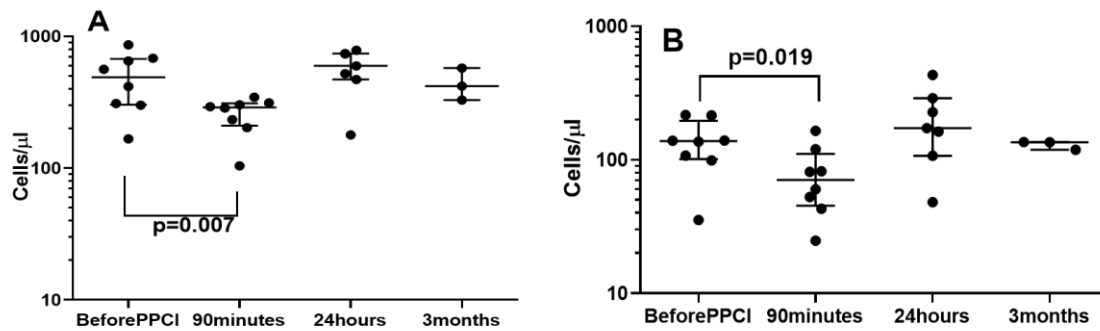 A
Cells/µl
1000
100
10
p=0.007
BeforePPCI 90minutes 24hours 3months
B
Cells/µl
1000
100
10
p=0.019
BeforePPCI 90minutes 24hours 3months